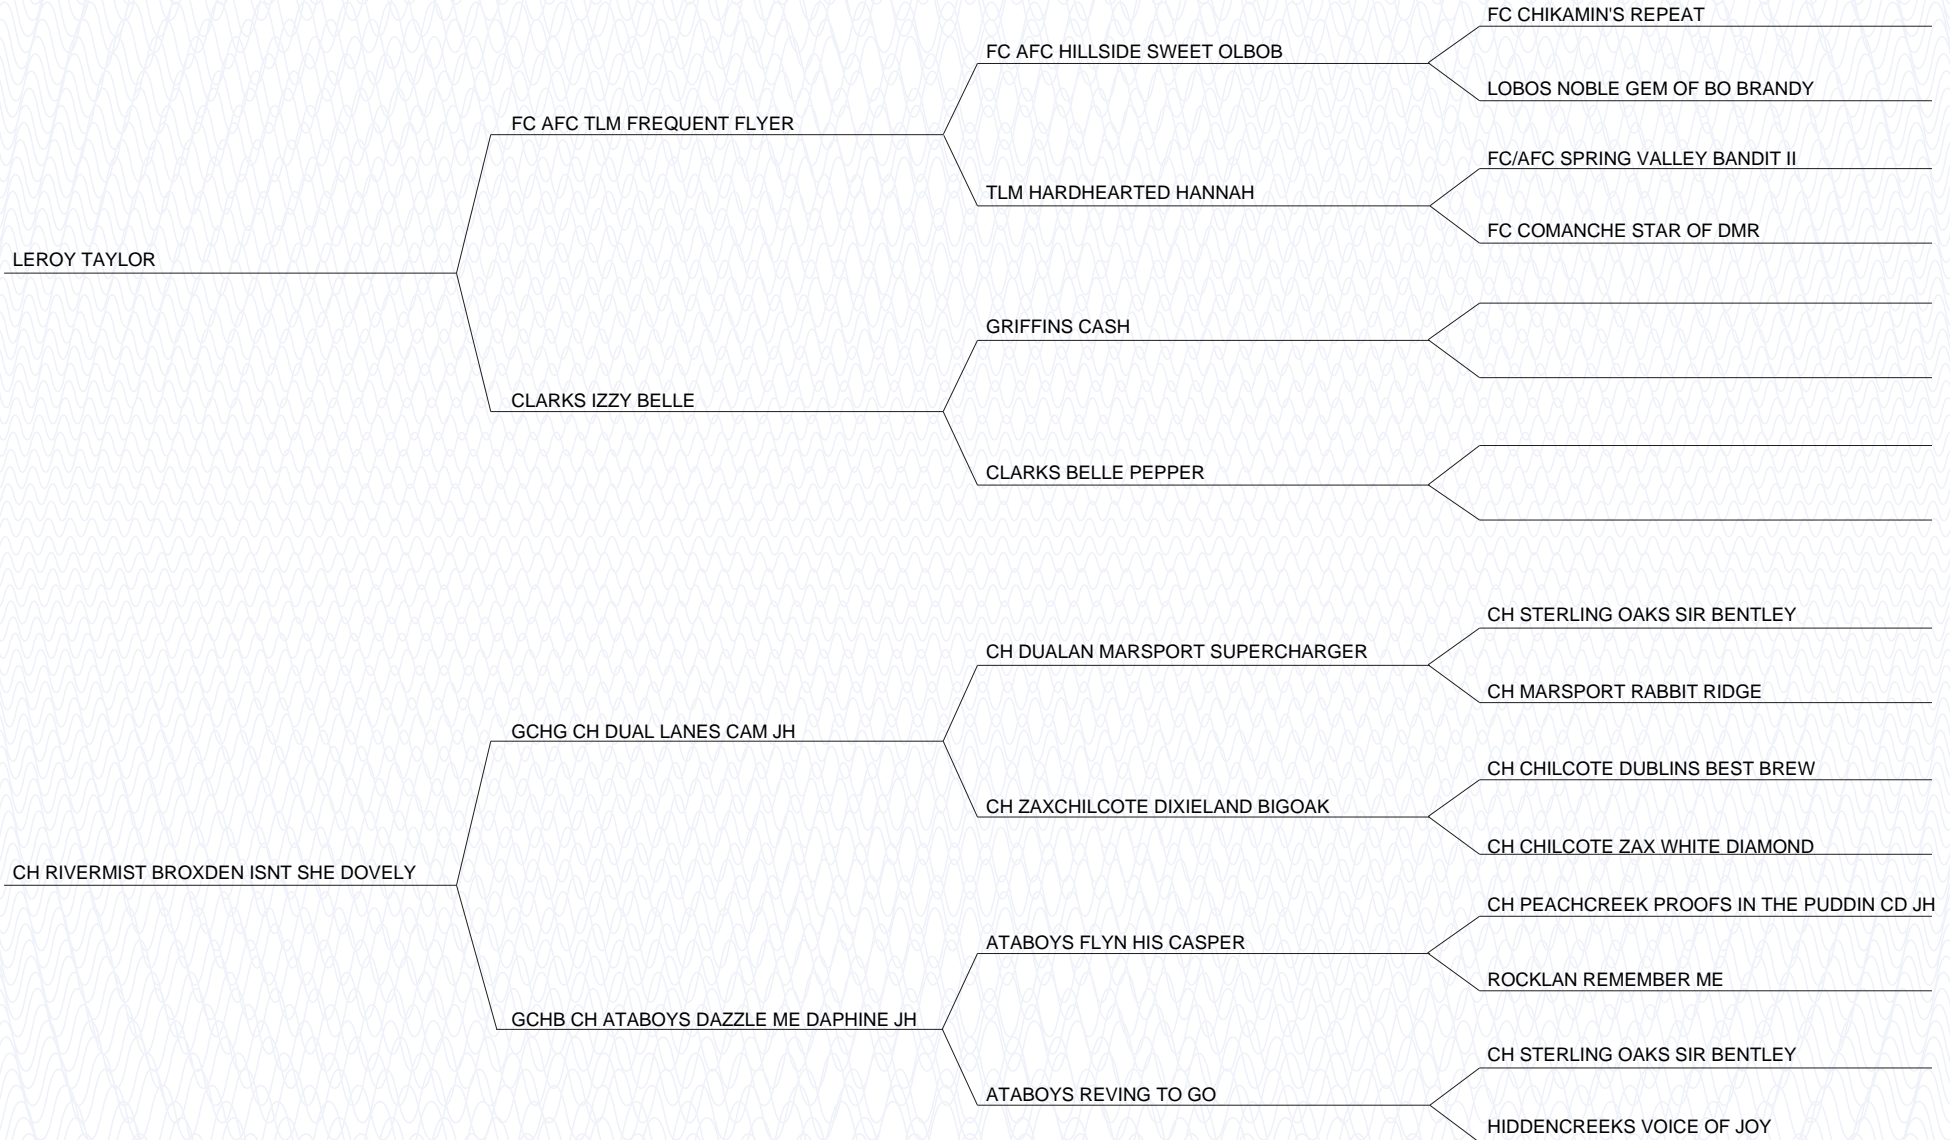 FC CHIKAMIN'S REPEAT
FC AFC HILLSIDE SWEET OLBOB
LOBOS NOBLE GEM OF BO BRANDY
FC AFC TLM FREQUENT FLYER
FC/AFC SPRING VALLEY BANDIT II
TLM HARDHEARTED HANNAH
FC COMANCHE STAR OF DMR
LEROY TAYLOR
GRIFFINS CASH
CLARKS IZZY BELLE
CLARKS BELLE PEPPER
CH STERLING OAKS SIR BENTLEY
CH DUALAN MARSPORT SUPERCHARGER
CH MARSPORT RABBIT RIDGE
GCHG CH DUAL LANES CAM JH
CH CHILCOTE DUBLINS BEST BREW
CH ZAXCHILCOTE DIXIELAND BIGOAK
CH CHILCOTE ZAX WHITE DIAMOND
CH RIVERMIST BROXDEN ISNT SHE DOVELY
CH PEACHCREEK PROOFS IN THE PUDDIN CD JH
ATABOYS FLYN HIS CASPER
ROCKLAN REMEMBER ME
GCHB CH ATABOYS DAZZLE ME DAPHINE JH
CH STERLING OAKS SIR BENTLEY
ATABOYS REVING TO GO
HIDDENCREEKS VOICE OF JOY